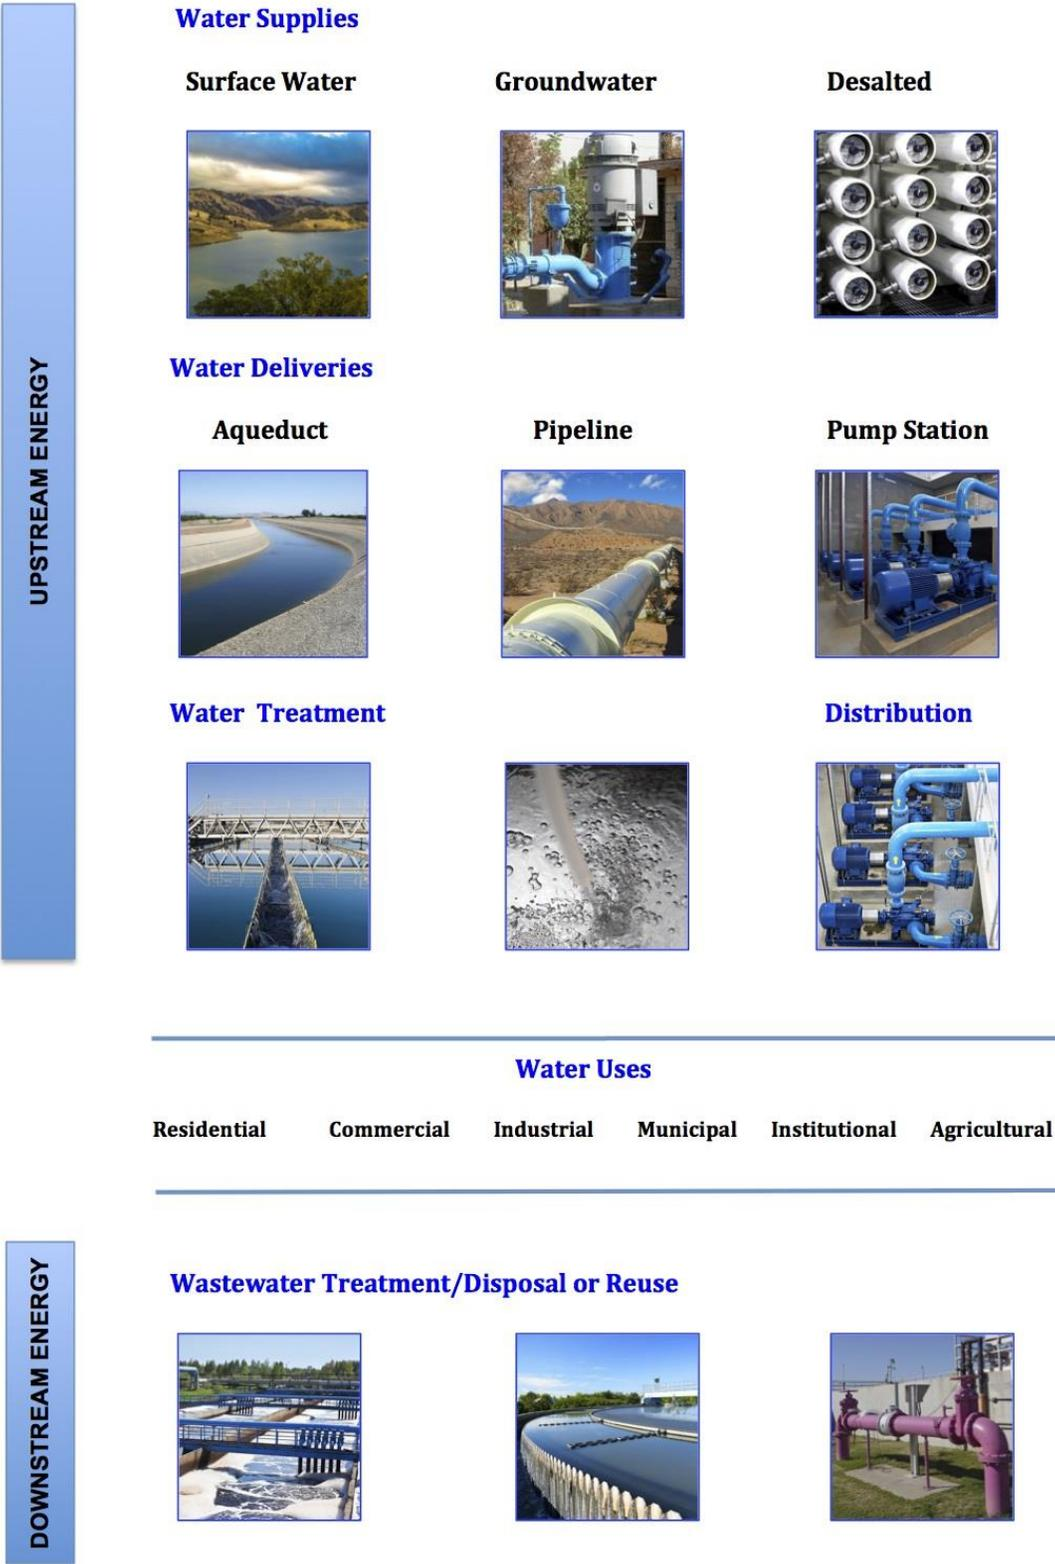 Water Supplies
Surface Water Groundwater Desalted
UPSTREAM ENERGY
Water Deliveries
Aqueduct Pipeline Pump Station
Water Treatment Distribution
Water Uses
Residential Commercial Industrial Municipal Institutional Agricultural
DOWNSTREAM ENERGY
Wastewater Treatment/Disposal or Reuse